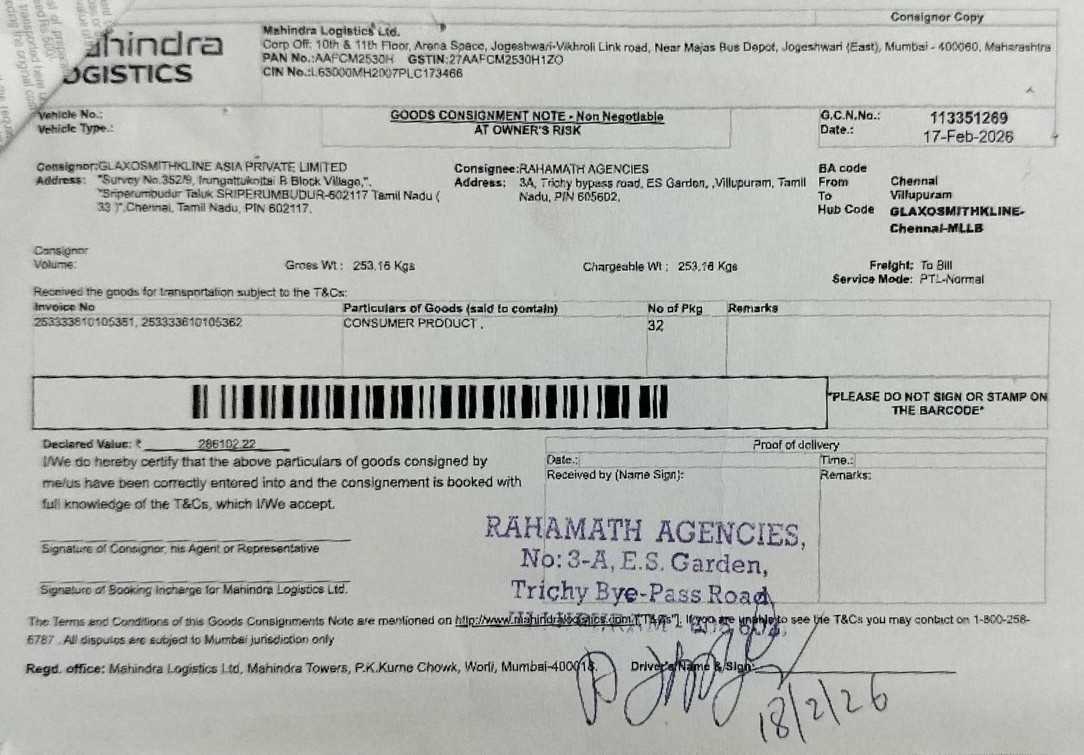 Consignor Copy
ahindra
OGISTICS
Mahindra Logistics Ltd.
Corp Off: 10th & 11th Floor, Arena Space, Jogeshwari-Vikhroli Link road, Near Majas Bus Depot, Jogeshwari (East), Mumbai - 400060, Maharashtra
PAN No.:AAFCM2530H GSTIN:27AAFCM2530H1ZO
CIN No.:L63000MH2007PLC173466
Vehicle No.:
Vehicle Type.:
GOODS CONSIGNMENT NOTE - Non Negotiable
AT OWNER'S RISK
G.C.N.No.: 113351269
Date.: 17-Feb-2026
Consignor:GLAXOSMITHKLINE ASIA PRIVATE LIMITED
Address: "Survey No.352/9, Irungattukottai B Block Village,".
"Sriperumbudur Taluk SRIPERUMBUDUR-602117 Tamil Nadu (
33 )",Chennai, Tamil Nadu, PIN 602117.
Consignee:RAHAMATH AGENCIES
Address: 3A, Trichy bypass road, ES Garden, ,Villupuram, Tamil
Nadu, PIN 605602,
BA code
From Chennai
To Villupuram
Hub Code GLAXOSMITHKLINE-
Chennai-MLLB
Consignor
Volume:
Gross Wt : 253.16 Kgs
Chargeable Wt : 253.16 Kgs
Freight: To Bill
Service Mode: PTL-Normal
Received the goods for transportation subject to the T&Cs:
Invoice No Particulars of Goods (said to contain) No of Pkg Remarks
253333610105361, 253333610105362 CONSUMER PRODUCT . 32
*PLEASE DO NOT SIGN OR STAMP ON
THE BARCODE*
Declared Value: ₹ 286102.22
I/We do hereby certify that the above particulars of goods consigned by
me/us have been correctly entered into and the consignement is booked with
full knowledge of the T&Cs, which I/We accept.
Signature of Consignor, his Agent or Representative
Signature of Booking Incharge for Mahindra Logistics Ltd.
Proof of delivery
Date.: Time.:
Received by (Name Sign): Remarks:
RAHAMATH AGENCIES,
No: 3-A, E.S. Garden,
Trichy Bye-Pass Road
The Terms and Conditions of this Goods Consignments Note are mentioned on http://www.mahindralogistics.com ["T&Cs"]. If you are unable to see the T&Cs you may contact on 1-800-258-
6787 . All disputes are subject to Mumbai jurisdiction only
Regd. office: Mahindra Logistics Ltd, Mahindra Towers, P.K.Kurne Chowk, Worli, Mumbai-400018. Driver's Name & Sign:
18/2/26